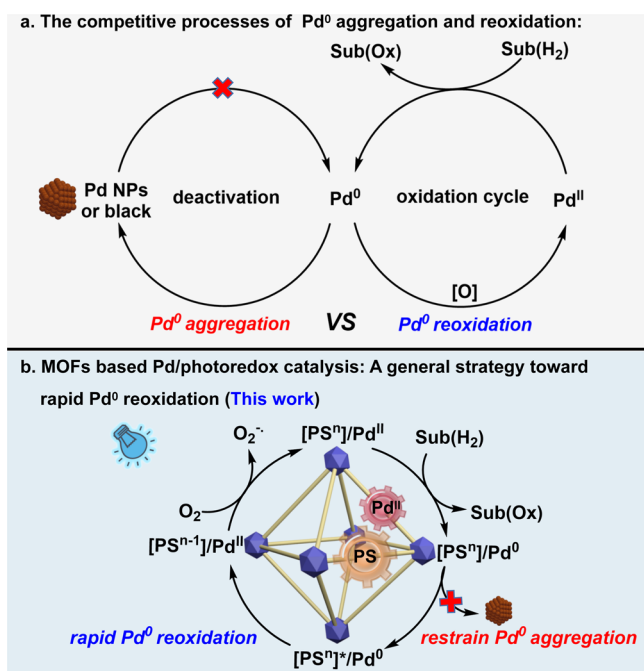 a. The competitive processes of Pd⁰ aggregation and reoxidation:
Sub(Ox) Sub(H₂)
Pd NPs
or black
deactivation
Pd⁰
oxidation cycle
Pdᴵᴵ
[O]
Pd⁰ aggregation VS Pd⁰ reoxidation
b. MOFs based Pd/photoredox catalysis: A general strategy toward
rapid Pd⁰ reoxidation (This work)
O₂⁻·
[PSⁿ]/Pdᴵᴵ
Sub(H₂)
O₂
Pdᴵᴵ
Sub(Ox)
[PSⁿ⁻¹]/Pdᴵᴵ
PS
[PSⁿ]/Pd⁰
rapid Pd⁰ reoxidation
restrain Pd⁰ aggregation
[PSⁿ]*/Pd⁰